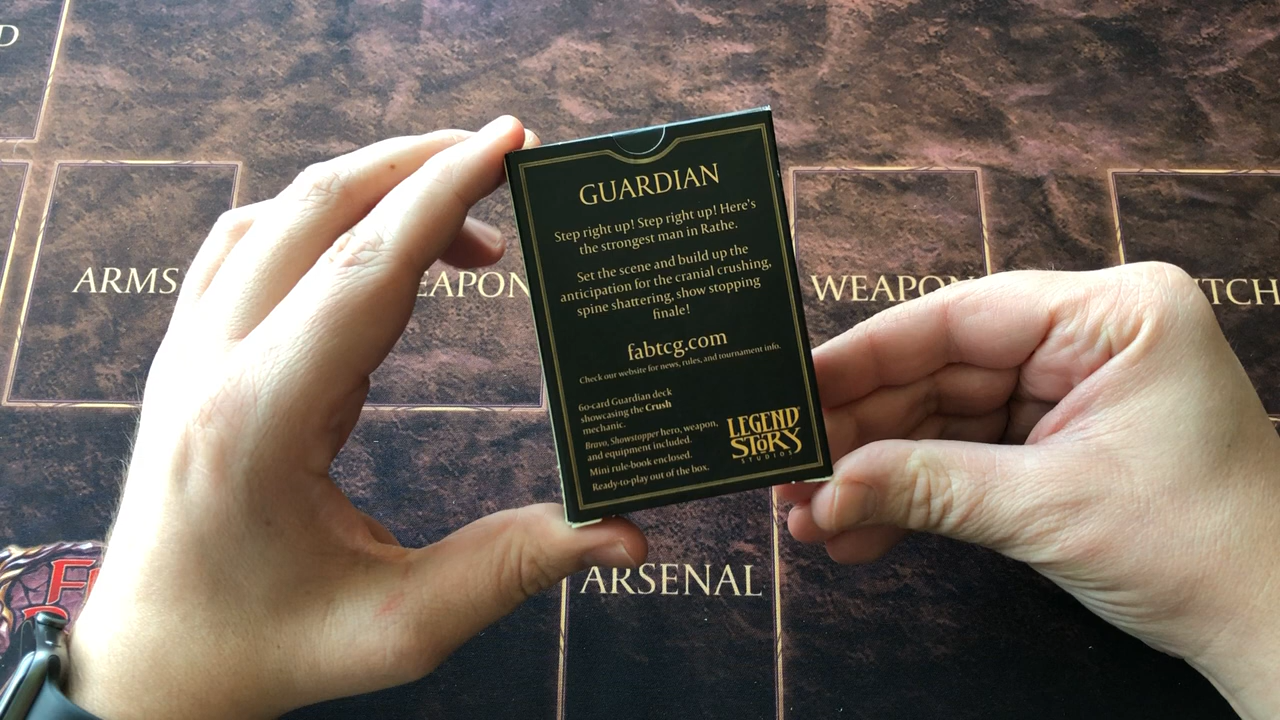 D
ARMS
EAPON
WEAPON
ITCH
GUARDIAN
Step right up! Step right up! Here's
the strongest man in Rathe.
Set the scene and build up the
anticipation for the cranial crushing,
spine shattering, show stopping
finale!
fabtcg.com
Check our website for news, rules, and tournament info.
60-card Guardian deck
showcasing the Crush
mechanic.
Bravo, Showstopper hero, weapon,
and equipment included.
Mini rule-book enclosed.
Ready-to-play out of the box.
LEGEND
STORY
STUDIOS
ARSENAL